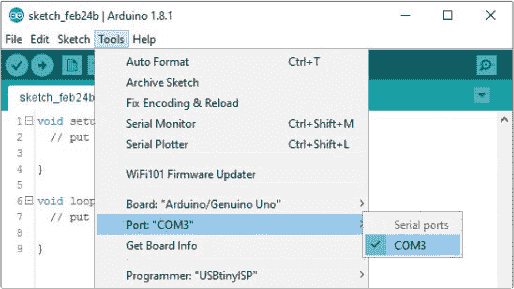 sketch_feb24b | Arduino 1.8.1
File Edit Sketch Tools Help
Auto Format Ctrl+T
Archive Sketch
Fix Encoding & Reload
Serial Monitor Ctrl+Shift+M
Serial Plotter Ctrl+Shift+L
WiFi101 Firmware Updater
Board: "Arduino/Genuino Uno"
Port: "COM3"
Get Board Info
Programmer: "USBtinyISP"
Serial ports
COM3
sketch_feb24b
1 void setu
2 // put
3
4 }
5
6 void loop
7 // put
8
9 }